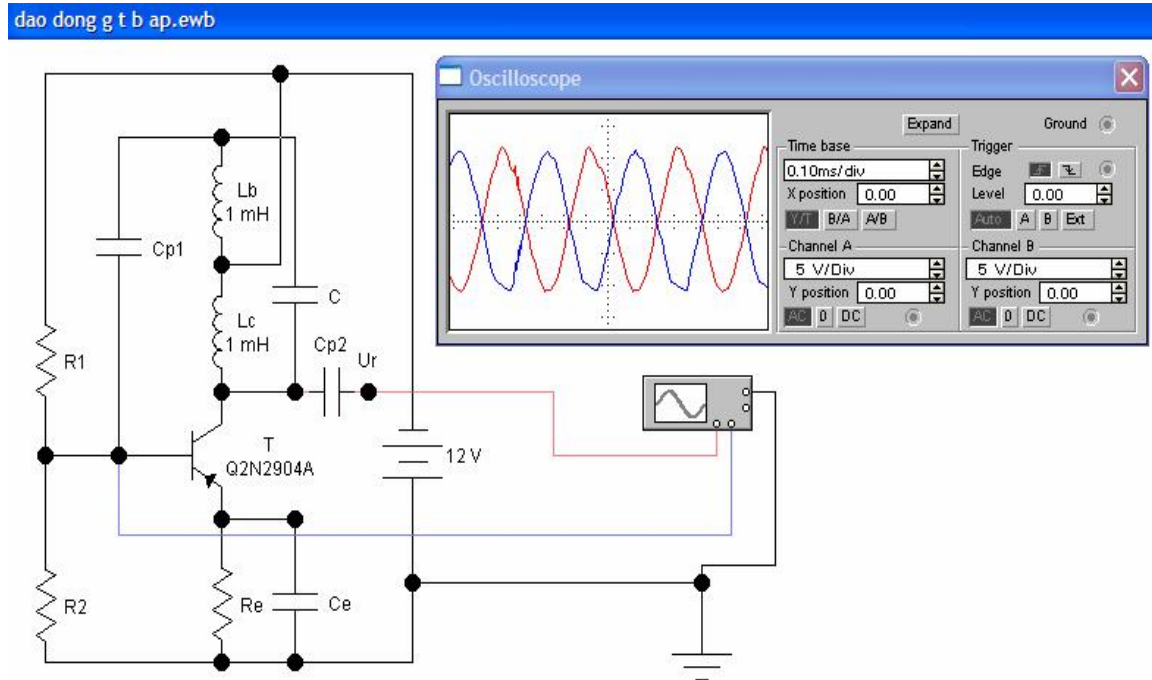 dao dong g t b ap.ewb
Oscilloscope
Expand
Ground
Time base
0.10ms/div
X position 0.00
Y/T B/A A/B
Trigger
Edge
Level 0.00
Auto A B Ext
Channel A
5 V/Div
Y position 0.00
AC 0 DC
Channel B
5 V/Div
Y position 0.00
AC 0 DC
Lb
1 mH
Cp1
C
Lc
1 mH
Cp2
Ur
R1
T
Q2N2904A
12 V
R2
Re
Ce